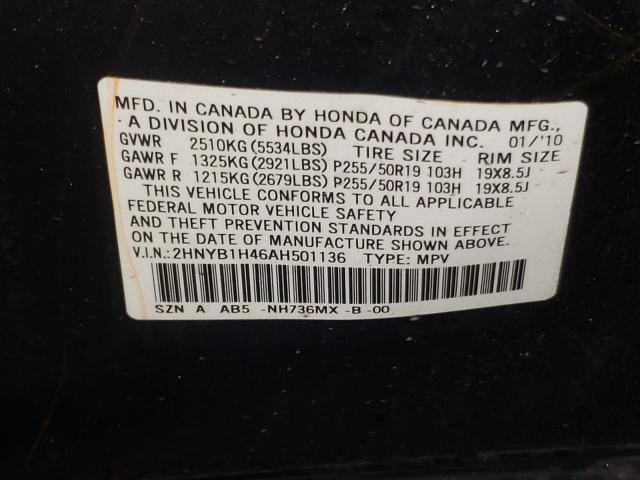 MFD. IN CANADA BY HONDA OF CANADA MFG.,
A DIVISION OF HONDA CANADA INC. 01/'10
GVWR 2510KG (5534LBS) TIRE SIZE RIM SIZE
GAWR F 1325KG (2921LBS) P255/50R19 103H 19X8.5J
GAWR R 1215KG (2679LBS) P255/50R19 103H 19X8.5J
THIS VEHICLE CONFORMS TO ALL APPLICABLE
FEDERAL MOTOR VEHICLE SAFETY
AND THEFT PREVENTION STANDARDS IN EFFECT
ON THE DATE OF MANUFACTURE SHOWN ABOVE.
V.I.N.: 2HNYB1H46AH501136 TYPE: MPV
SZN A AB5 -NH736MX -B -00